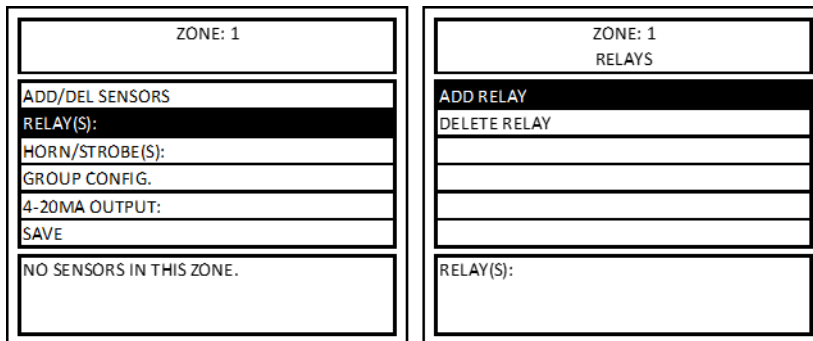 ZONE: 1
ADD/DEL SENSORS
RELAY(S):
HORN/STROBE(S):
GROUP CONFIG.
4-20MA OUTPUT:
SAVE
NO SENSORS IN THIS ZONE.
ZONE: 1
RELAYS
ADD RELAY
DELETE RELAY
RELAY(S):